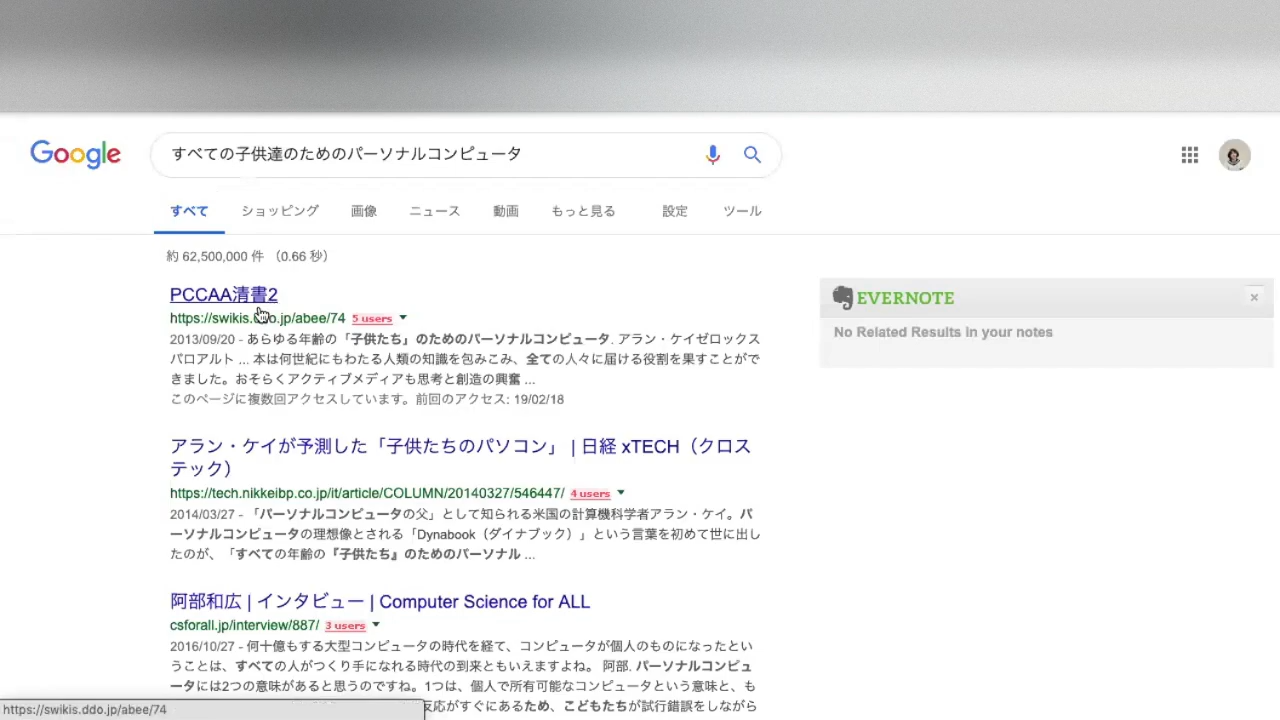 Google
すべての子供達のためのパーソナルコンピュータ
すべて ショッピング 画像 ニュース 動画 もっと見る 設定 ツール
約 62,500,000 件 （0.66 秒）
PCCAA清書2
https://swikis.ddo.jp/abee/74 5 users
2013/09/20 - あらゆる年齢の「子供たち」のためのパーソナルコンピュータ. アラン・ケイゼロックス
パロアルト ... 本は何世紀にもわたる人類の知識を包みこみ、全ての人々に届ける役割を果すことがで
きました。おそらくアクティブメディアも思考と創造の興奮 ...
このページに複数回アクセスしています。前回のアクセス: 19/02/18
EVERNOTE
No Related Results in your notes
アラン・ケイが予測した「子供たちのパソコン」 | 日経 xTECH（クロス
テック）
https://tech.nikkeibp.co.jp/it/article/COLUMN/20140327/546447/ 4 users
2014/03/27 - 「パーソナルコンピュータの父」として知られる米国の計算機科学者アラン・ケイ。パ
ーソナルコンピュータの理想像とされる「Dynabook（ダイナブック）」という言葉を初めて世に出し
たのが、「すべての年齢の『子供たち』のためのパーソナル ...
阿部和広 | インタビュー | Computer Science for ALL
csforall.jp/interview/887/ 3 users
2016/10/27 - 何十億もする大型コンピュータの時代を経て、コンピュータが個人のものになったとい
うことは、すべての人がつくり手になれる時代の到来ともいえますよね。 阿部. パーソナルコンピュ
ータには2つの意味があると思うのですね。1つは、個人で所有可能なコンピュータという意味と、も
反応がすぐにあるため、こどもたちが試行錯誤をしながら
https://swikis.ddo.jp/abee/74